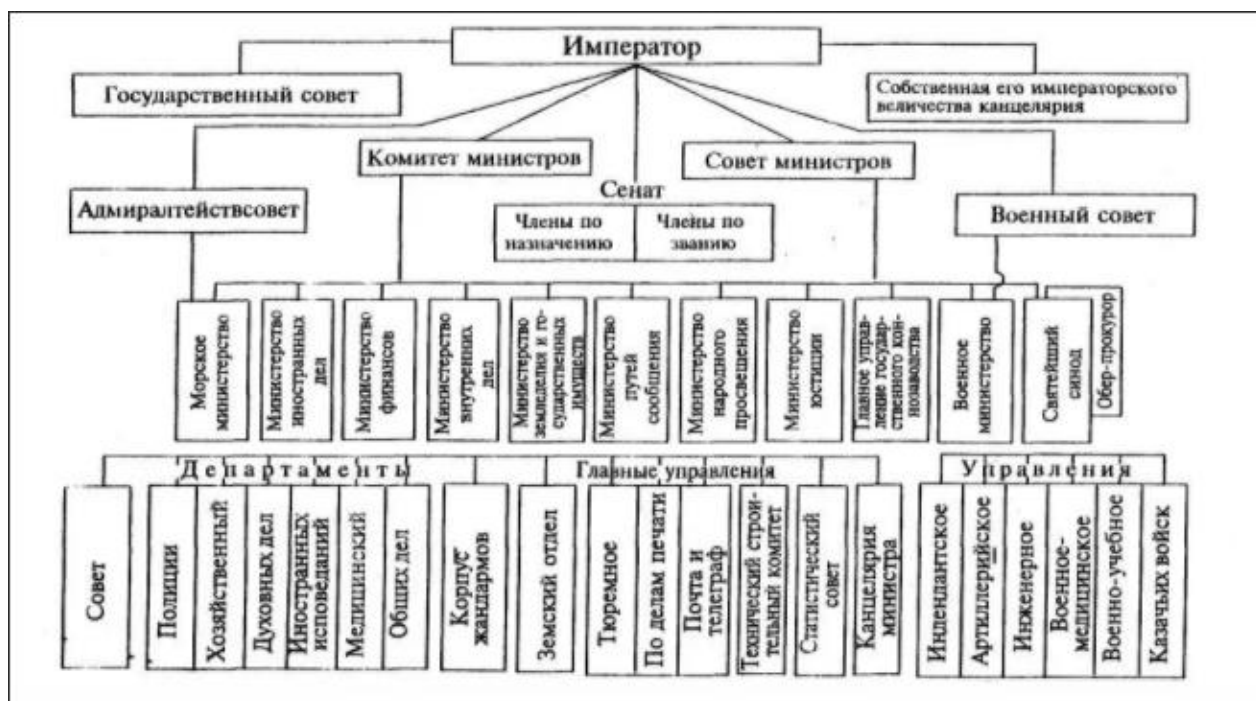 Император
Государственный совет
Собственная его императорского
величества канцелярия
Комитет министров
Совет министров
Сенат
Адмиралтействсовет
Члены по
назначению
Члены по
званию
Военный совет
Морское
министерство
Министерство
иностранных
дел
Министерство
финансов
Министерство
внутренних
дел
Министерство
земледелия и го-
сударственных
имуществ
Министерство
путей
сообщения
Министерство
народного
просвещения
Министерство
юстиции
Главное управ-
ление государ-
ственного кон-
нозаводства
Военное
министерство
Святейший
синод
Обер-прокурор
Департаменты
Главные управления
Управления
Совет
Полиции
Хозяйственный
Духовных дел
Иностранных
исповеданий
Медицинский
Общих дел
Корпус
жандармов
Земский отдел
Тюремное
По делам печати
Почта и
телеграф
Технический строи-
тельный комитет
Статистический
совет
Канцелярия
министра
Индендантское
Артиллерийское
Инженерное
Военное-
медицинское
Военно-учебное
Казачьих войск